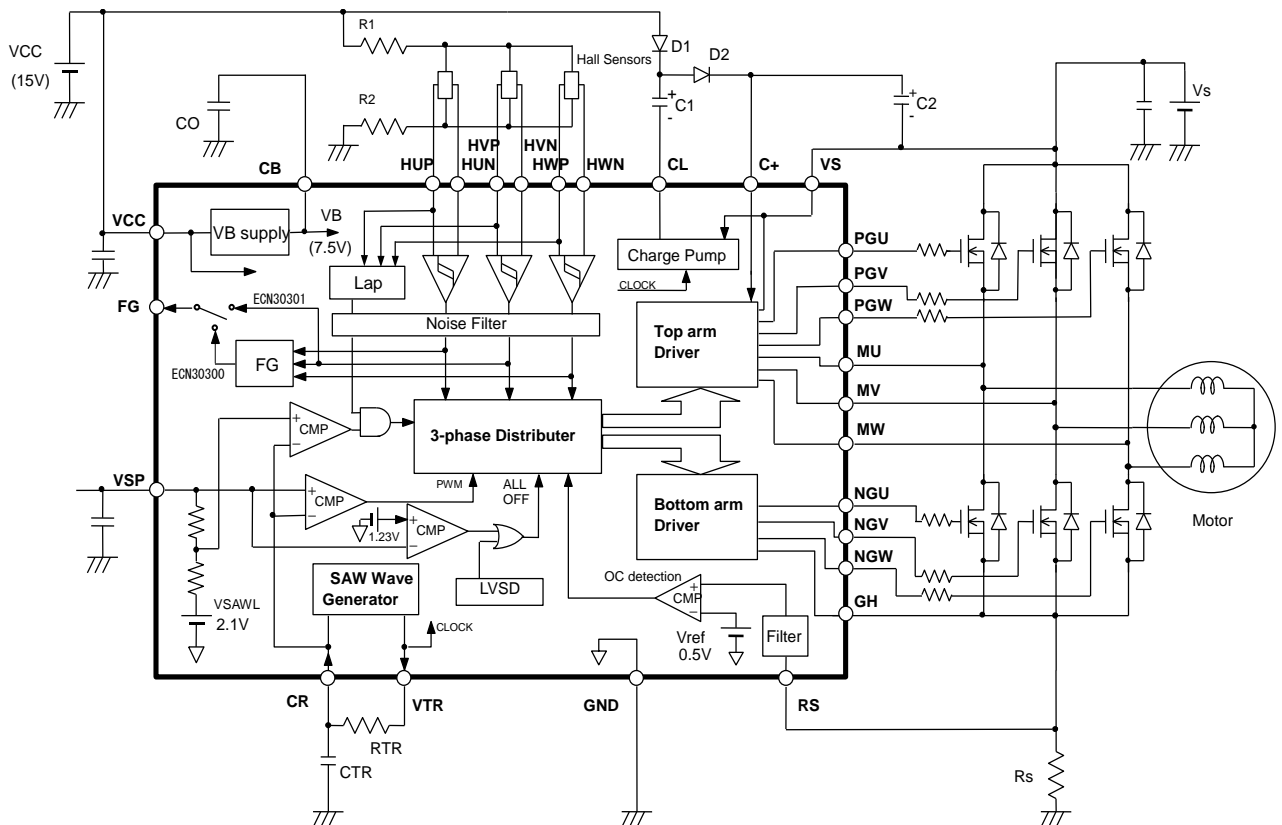 R1
D1
D2
VCC
(15V)
Hall Sensors
Vs
R2
+
C1
-
+
C2
-
CO
HVP
HVN
CB
HUP
HUN
HWP
HWN
CL
C+
VS
VCC
VB supply
VB
(7.5V)
PGU
Charge Pump
Lap
CLOCK
PGV
FG
ECN30301
PGW
Noise Filter
Top arm
Driver
FG
MU
ECN30300
MV
+
CMP
-
3-phase Distributer
MW
VSP
PWM
ALL
OFF
+
CMP
-
Bottom arm
Driver
NGU
1.23V
+
CMP
-
NGV
Motor
NGW
SAW Wave
Generator
LVSD
OC detection
+
CMP
-
GH
VSAWL
2.1V
CLOCK
Vref
0.5V
Filter
CR
VTR
GND
RS
RTR
CTR
Rs